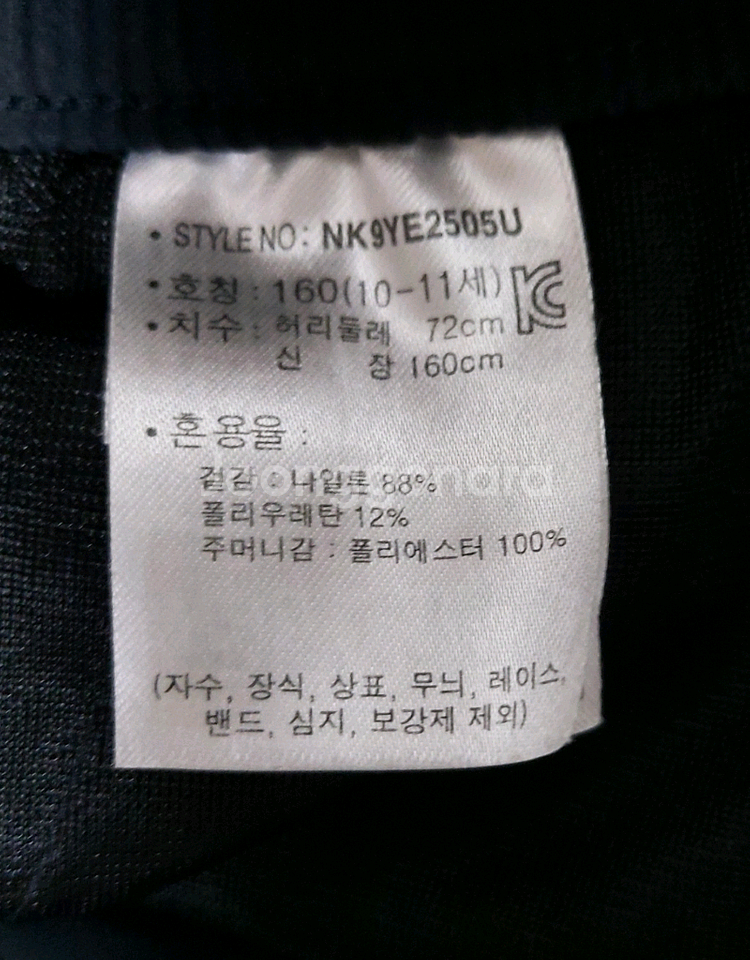 • STYLE NO: NK9YE2505U
• 호칭 : 160(10-11세)
• 치수 : 허리둘레 72cm
신 장 160cm
• 혼용율 :
겉감 : 나일론 88%
폴리우레탄 12%
주머니감 : 폴리에스터 100%
(자수, 장식, 상표, 무늬, 레이스,
밴드, 심지, 보강제 제외)